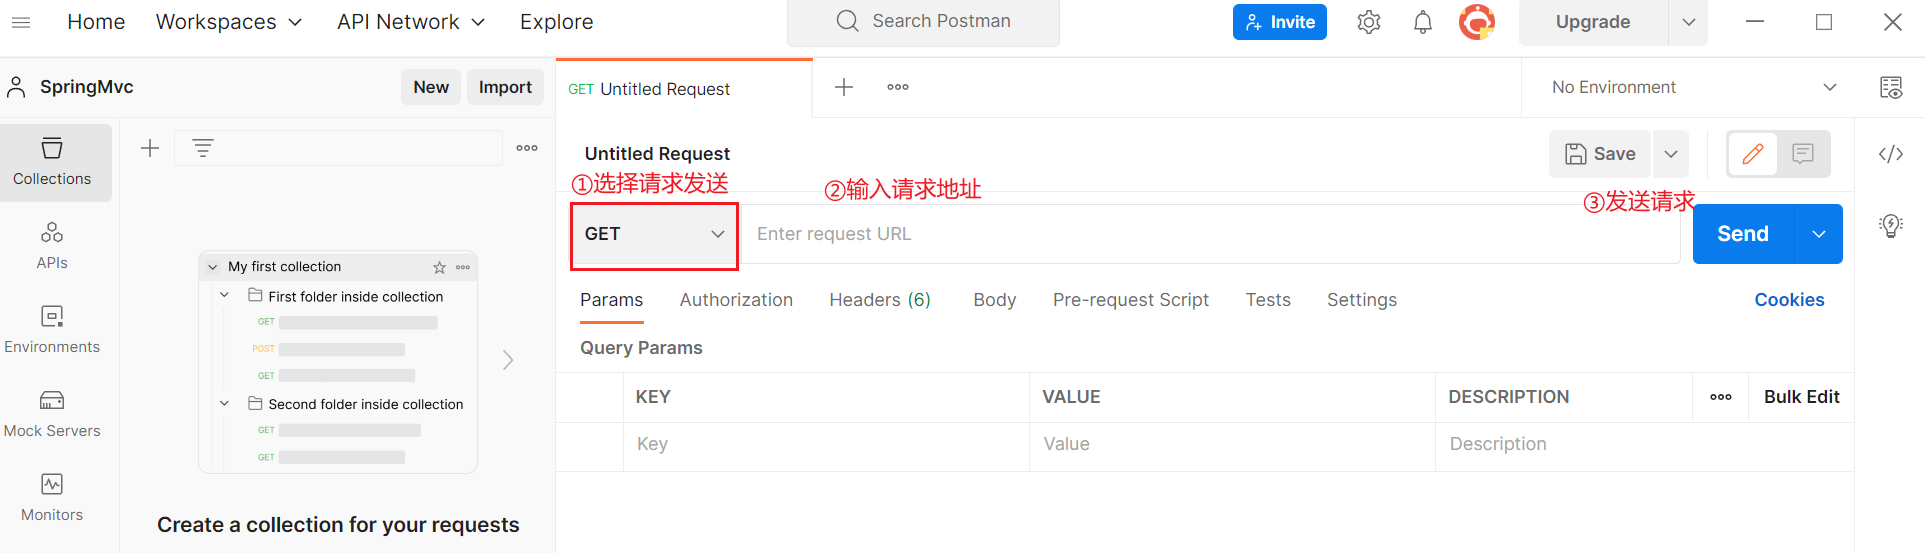 Home Workspaces API Network Explore Search Postman Invite Upgrade
SpringMvc New Import GET Untitled Request No Environment
Untitled Request Save
①选择请求发送 ②输入请求地址 ③发送请求
GET Enter request URL Send
Params Authorization Headers (6) Body Pre-request Script Tests Settings Cookies
Query Params
KEY VALUE DESCRIPTION Bulk Edit
Key Value Description
Collections
APIs
Environments
Mock Servers
Monitors
My first collection
First folder inside collection
GET
POST
GET
Second folder inside collection
GET
GET
Create a collection for your requests